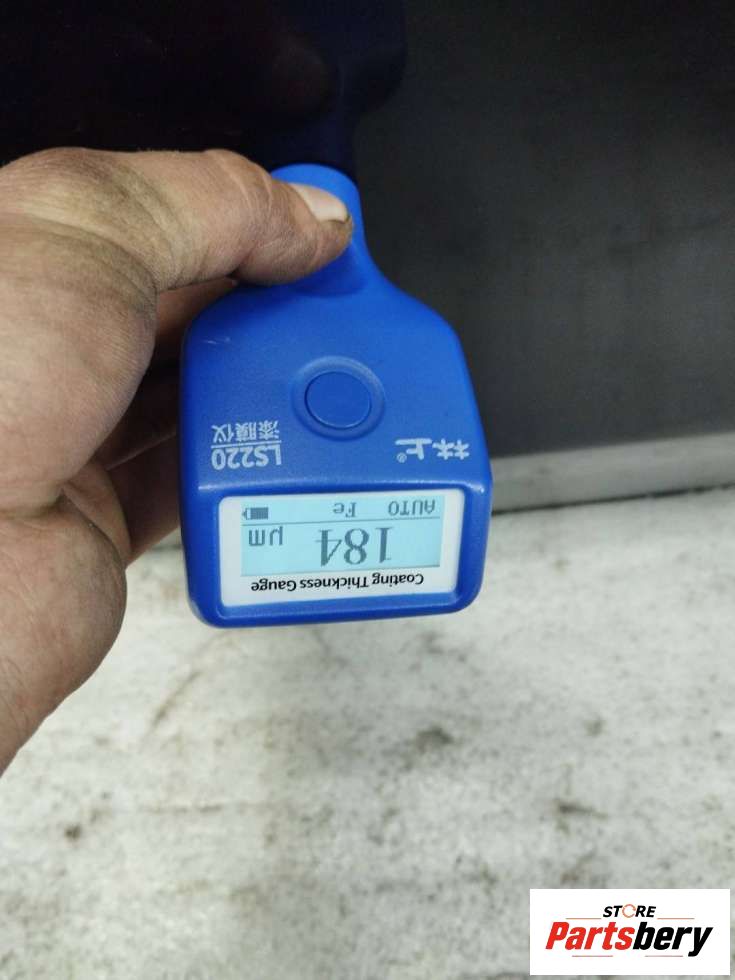 Coating Thickness Gauge
184 μm
AUTO Fe
LS220
漆膜仪
林上®
STORE
Partsbery